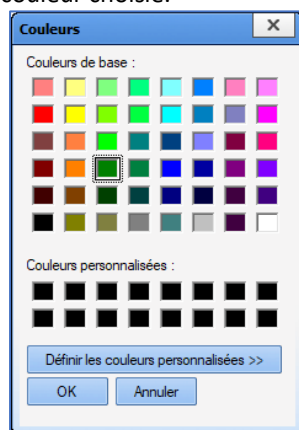 couleur choisie.
Couleurs
Couleurs de base :
Couleurs personnalisées :
Définir les couleurs personnalisées >>
OK Annuler